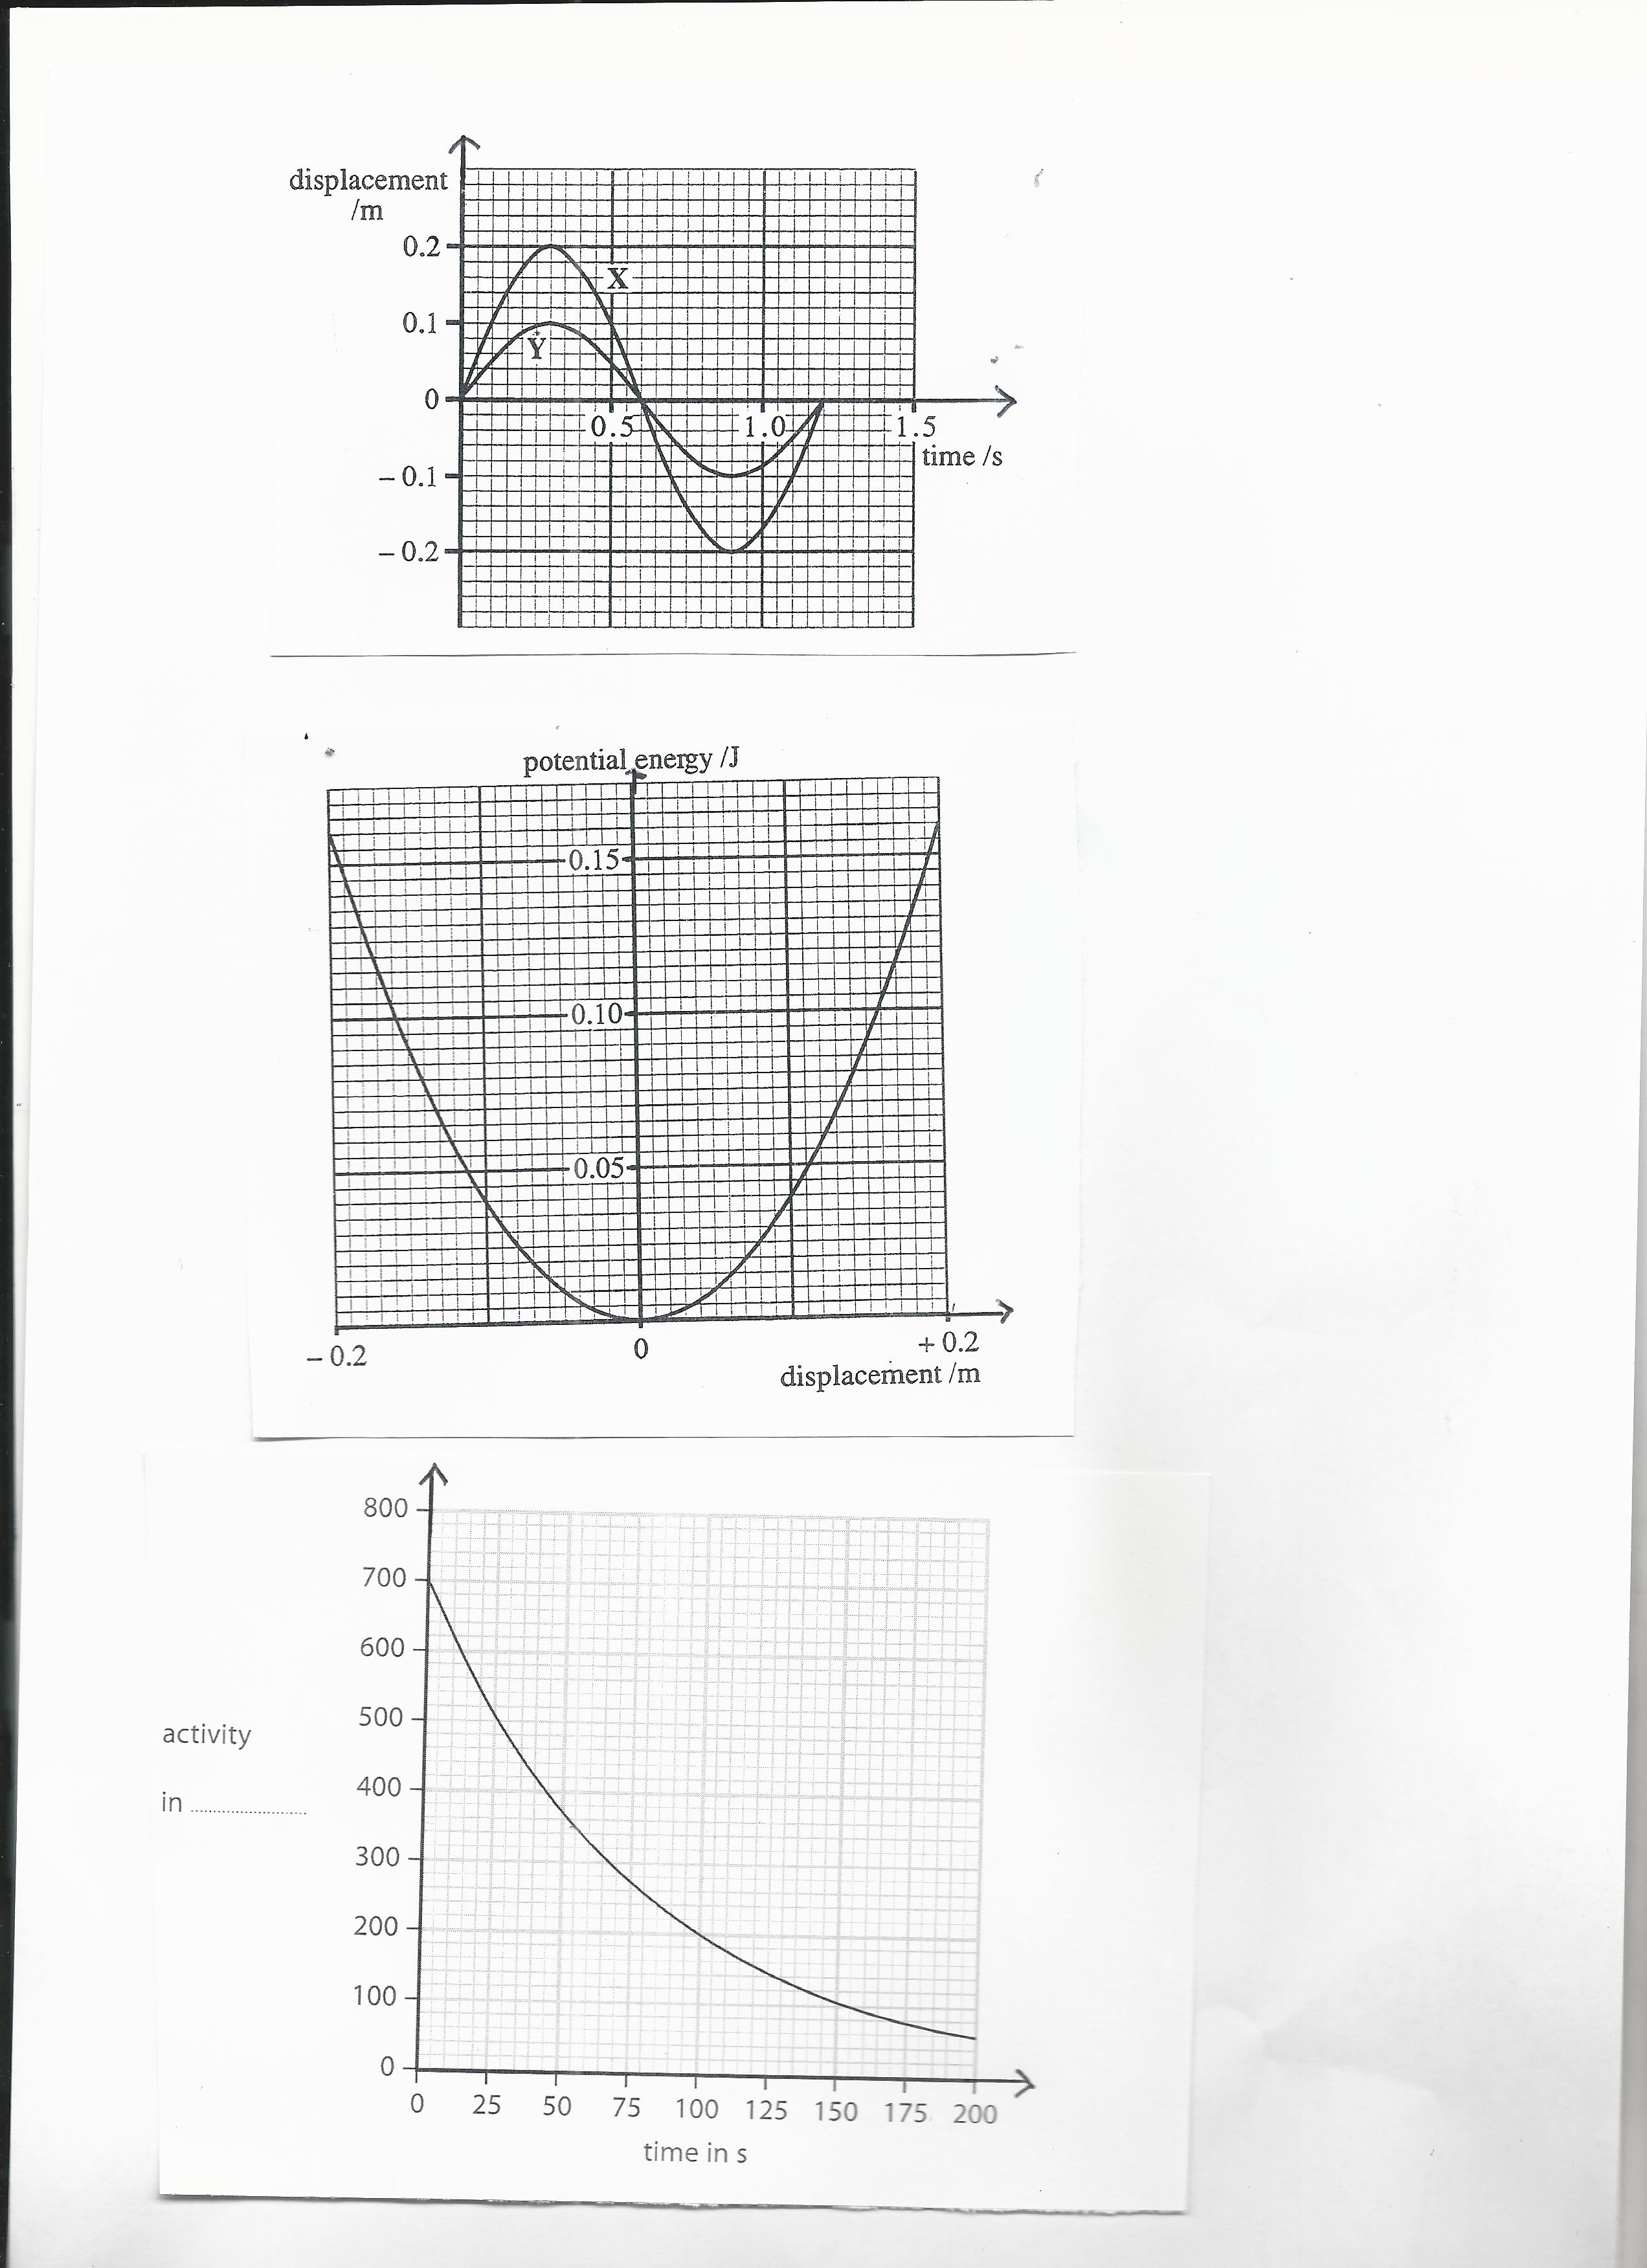 displacement
/m
0.2
X
0.1
Y
0
0.5
1.0
1.5
time /s
– 0.1
– 0.2
potential energy /J
0.15
0.10
0.05
– 0.2
0
+ 0.2
displacement /m
800
700
600
500
activity
400
in ............................
300
200
100
0
0 25 50 75 100 125 150 175 200
time in s